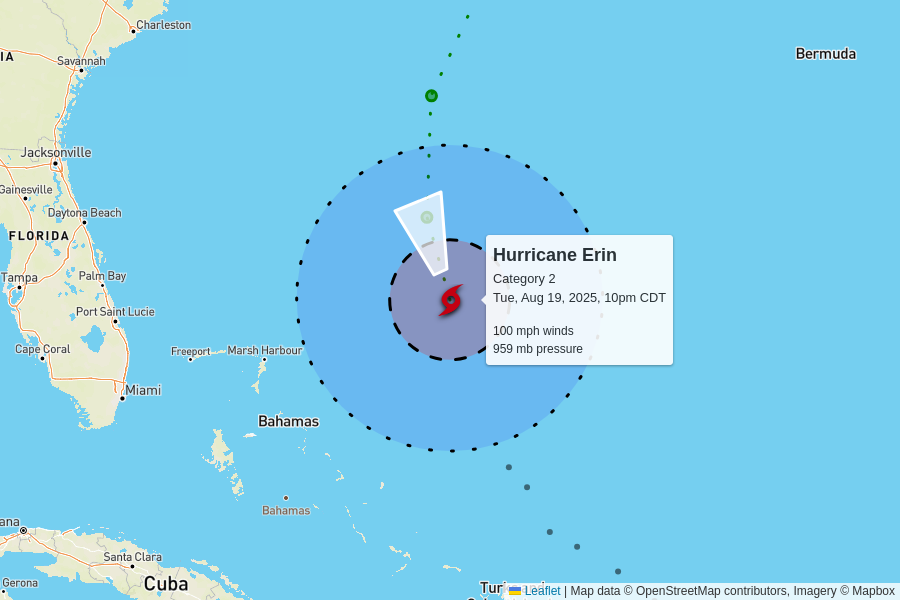 Charleston
Bermuda
IA
Savannah
Jacksonville
Gainesville
Daytona Beach
FLORIDA
Tampa
Palm Bay
Port Saint Lucie
Cape Coral
Freeport
Marsh Harbour
Miami
Bahamas
Hurricane Erin
Category 2
Tue, Aug 19, 2025, 10pm CDT
100 mph winds
959 mb pressure
Bahamas
ana
Santa Clara
Gerona
Cuba
Leaflet | Map data © OpenStreetMap contributors, Imagery © Mapbox